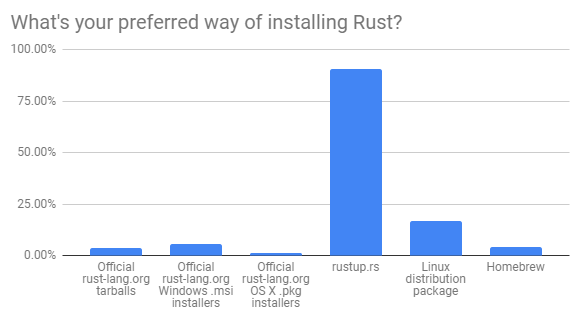 What's your preferred way of installing Rust?
100.00%
75.00%
50.00%
25.00%
0.00%
Official
rust-lang.org
tarballs
Official
rust-lang.org
Windows .msi
installers
Official
rust-lang.org
OS X .pkg
installers
rustup.rs
Linux
distribution
package
Homebrew